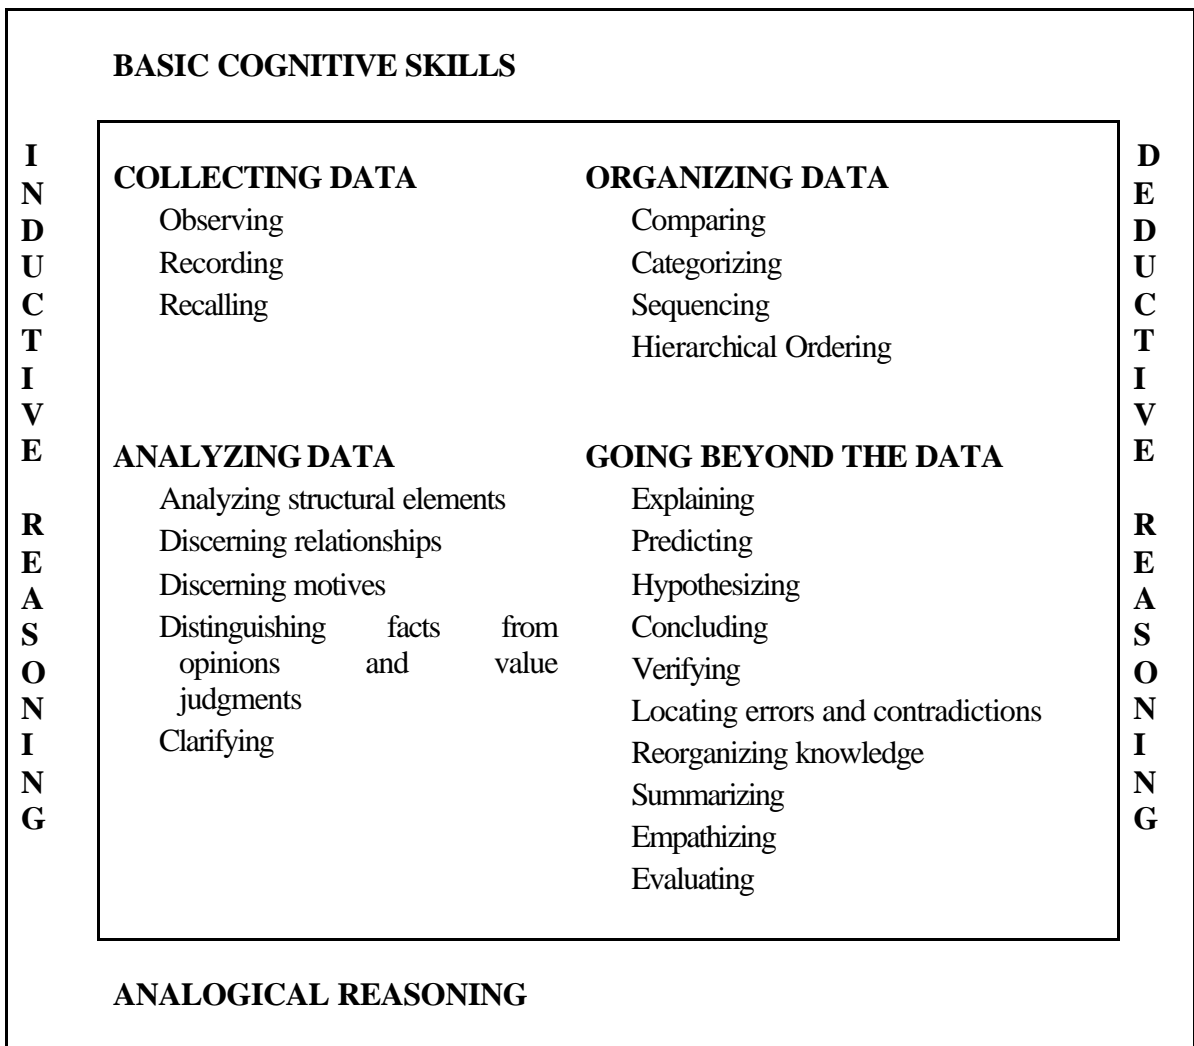 BASIC COGNITIVE SKILLS
INDUCTIVE REASONING
COLLECTING DATA
Observing
Recording
Recalling
ORGANIZING DATA
Comparing
Categorizing
Sequencing
Hierarchical Ordering
ANALYZING DATA
Analyzing structural elements
Discerning relationships
Discerning motives
Distinguishing facts from
opinions and value
judgments
Clarifying
GOING BEYOND THE DATA
Explaining
Predicting
Hypothesizing
Concluding
Verifying
Locating errors and contradictions
Reorganizing knowledge
Summarizing
Empathizing
Evaluating
DEDUCTIVE REASONING
ANALOGICAL REASONING